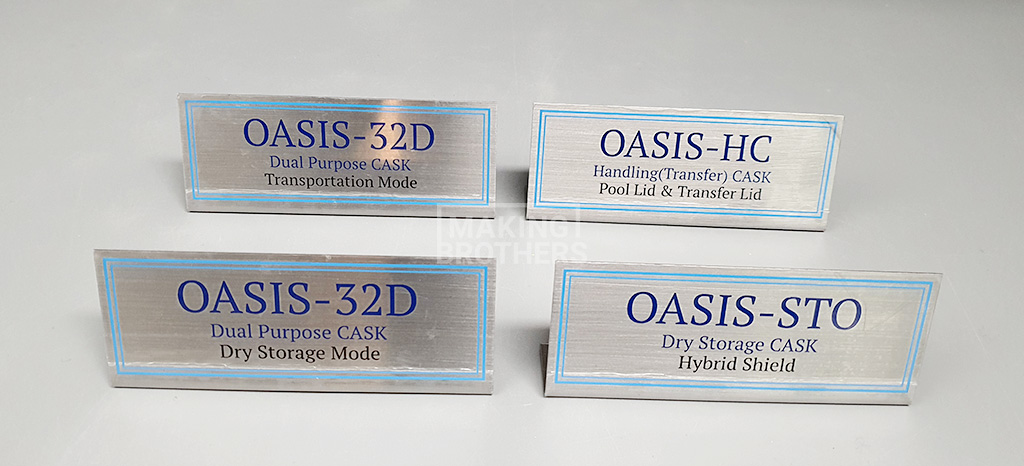 OASIS-32D
Dual Purpose CASK
Transportation Mode
OASIS-HC
Handling(Transfer) CASK
Pool Lid & Transfer Lid
MAKING
BROTHERS
OASIS-32D
Dual Purpose CASK
Dry Storage Mode
OASIS-STO
Dry Storage CASK
Hybrid Shield